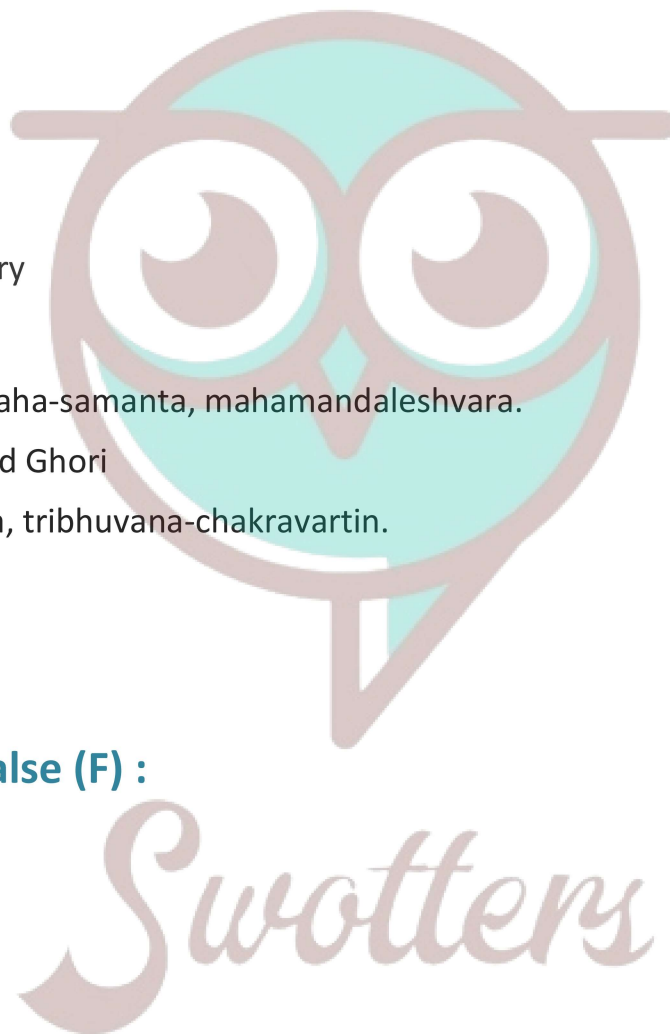 ry
aha-samanta, mahamandaleshvara.
d Ghori
, tribhuvana-chakravartin.
alse (F) :
Swotters